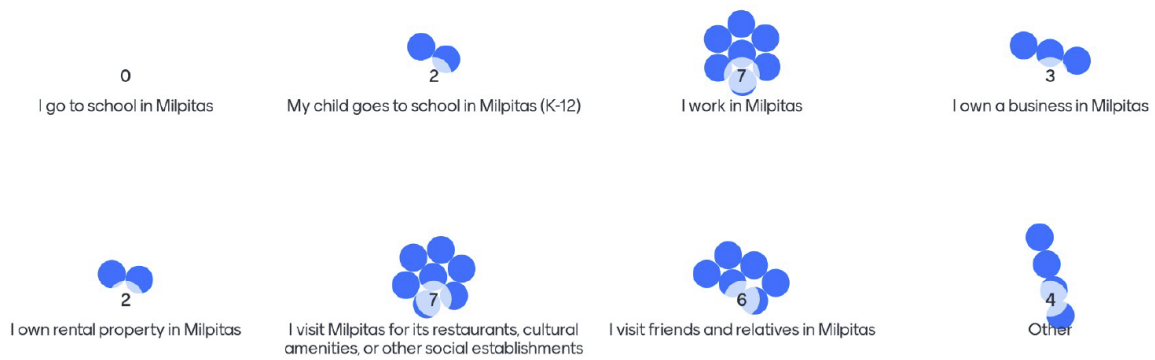 0
I go to school in Milpitas
2
My child goes to school in Milpitas (K-12)
7
I work in Milpitas
3
I own a business in Milpitas
2
I own rental property in Milpitas
7
I visit Milpitas for its restaurants, cultural
amenities, or other social establishments
6
I visit friends and relatives in Milpitas
4
Other